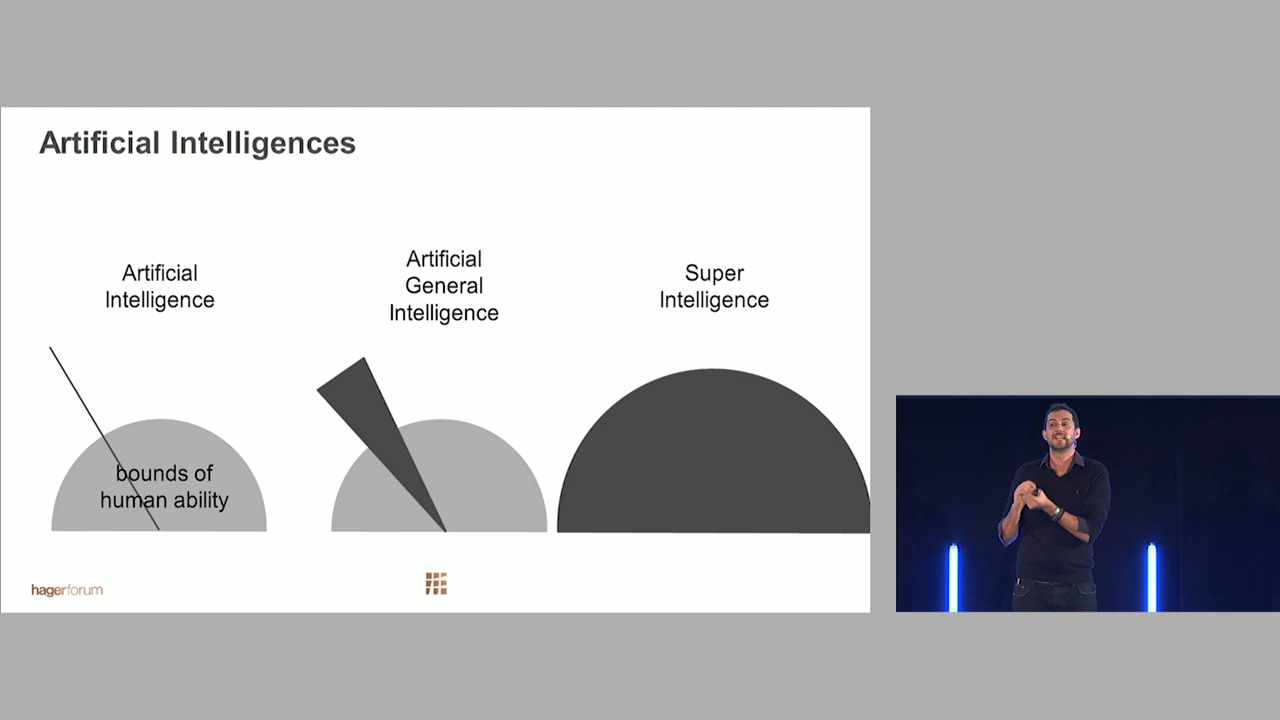 Artificial Intelligences
Artificial
Intelligence
Artificial
General
Intelligence
Super
Intelligence
bounds of
human ability
hagerforum